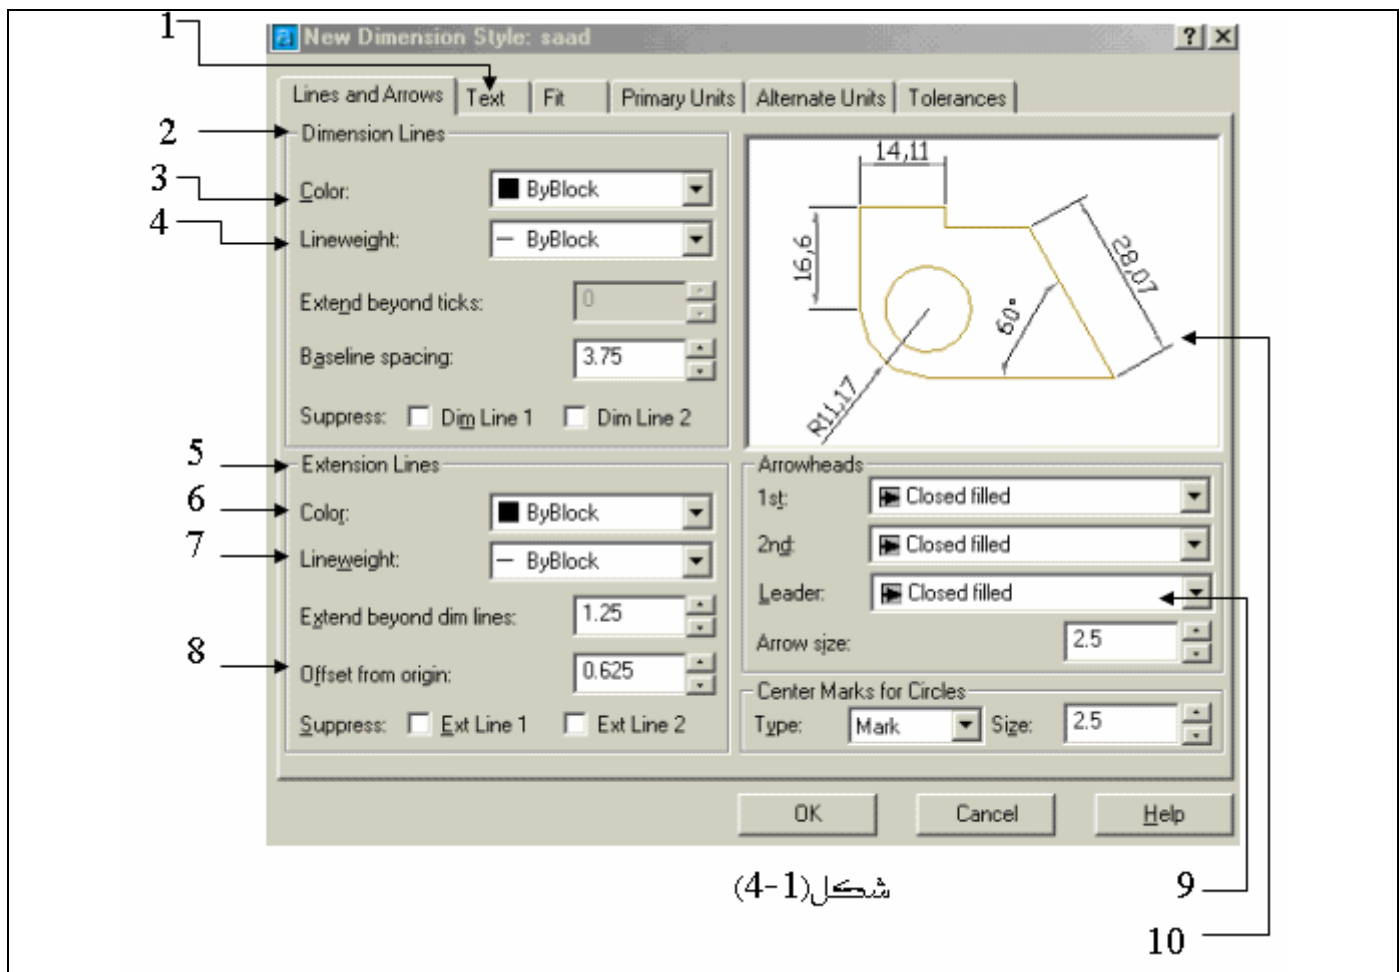 1
New Dimension Style: saad
Lines and Arrows Text Fit Primary Units Alternate Units Tolerances
2
Dimension Lines
3
Color: ByBlock
4
Lineweight: ByBlock
Extend beyond ticks: 0
Baseline spacing: 3.75
Suppress: Dim Line 1 Dim Line 2
14,11
16,6
28,07
60°
R11,17
5
Extension Lines
6
Color: ByBlock
7
Lineweight: ByBlock
Extend beyond dim lines: 1.25
8
Offset from origin: 0.625
Suppress: Ext Line 1 Ext Line 2
Arrowheads
1st: Closed filled
2nd: Closed filled
Leader: Closed filled
Arrow size: 2.5
Center Marks for Circles
Type: Mark Size: 2.5
OK Cancel Help
شكل(1-4)
9
10